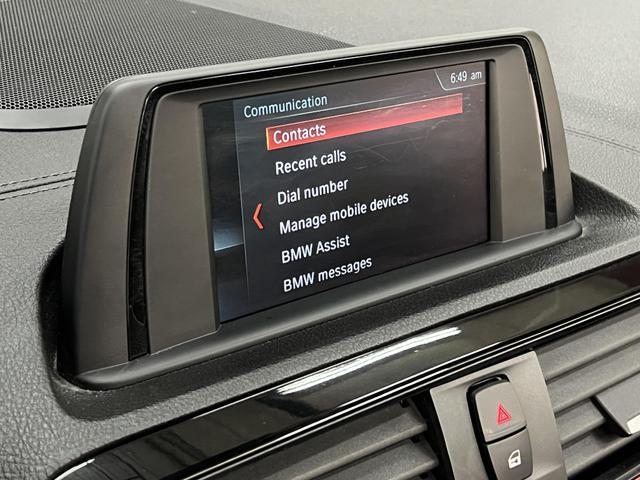 6:49 am
Communication
Contacts
Recent calls
Dial number
Manage mobile devices
BMW Assist
BMW messages